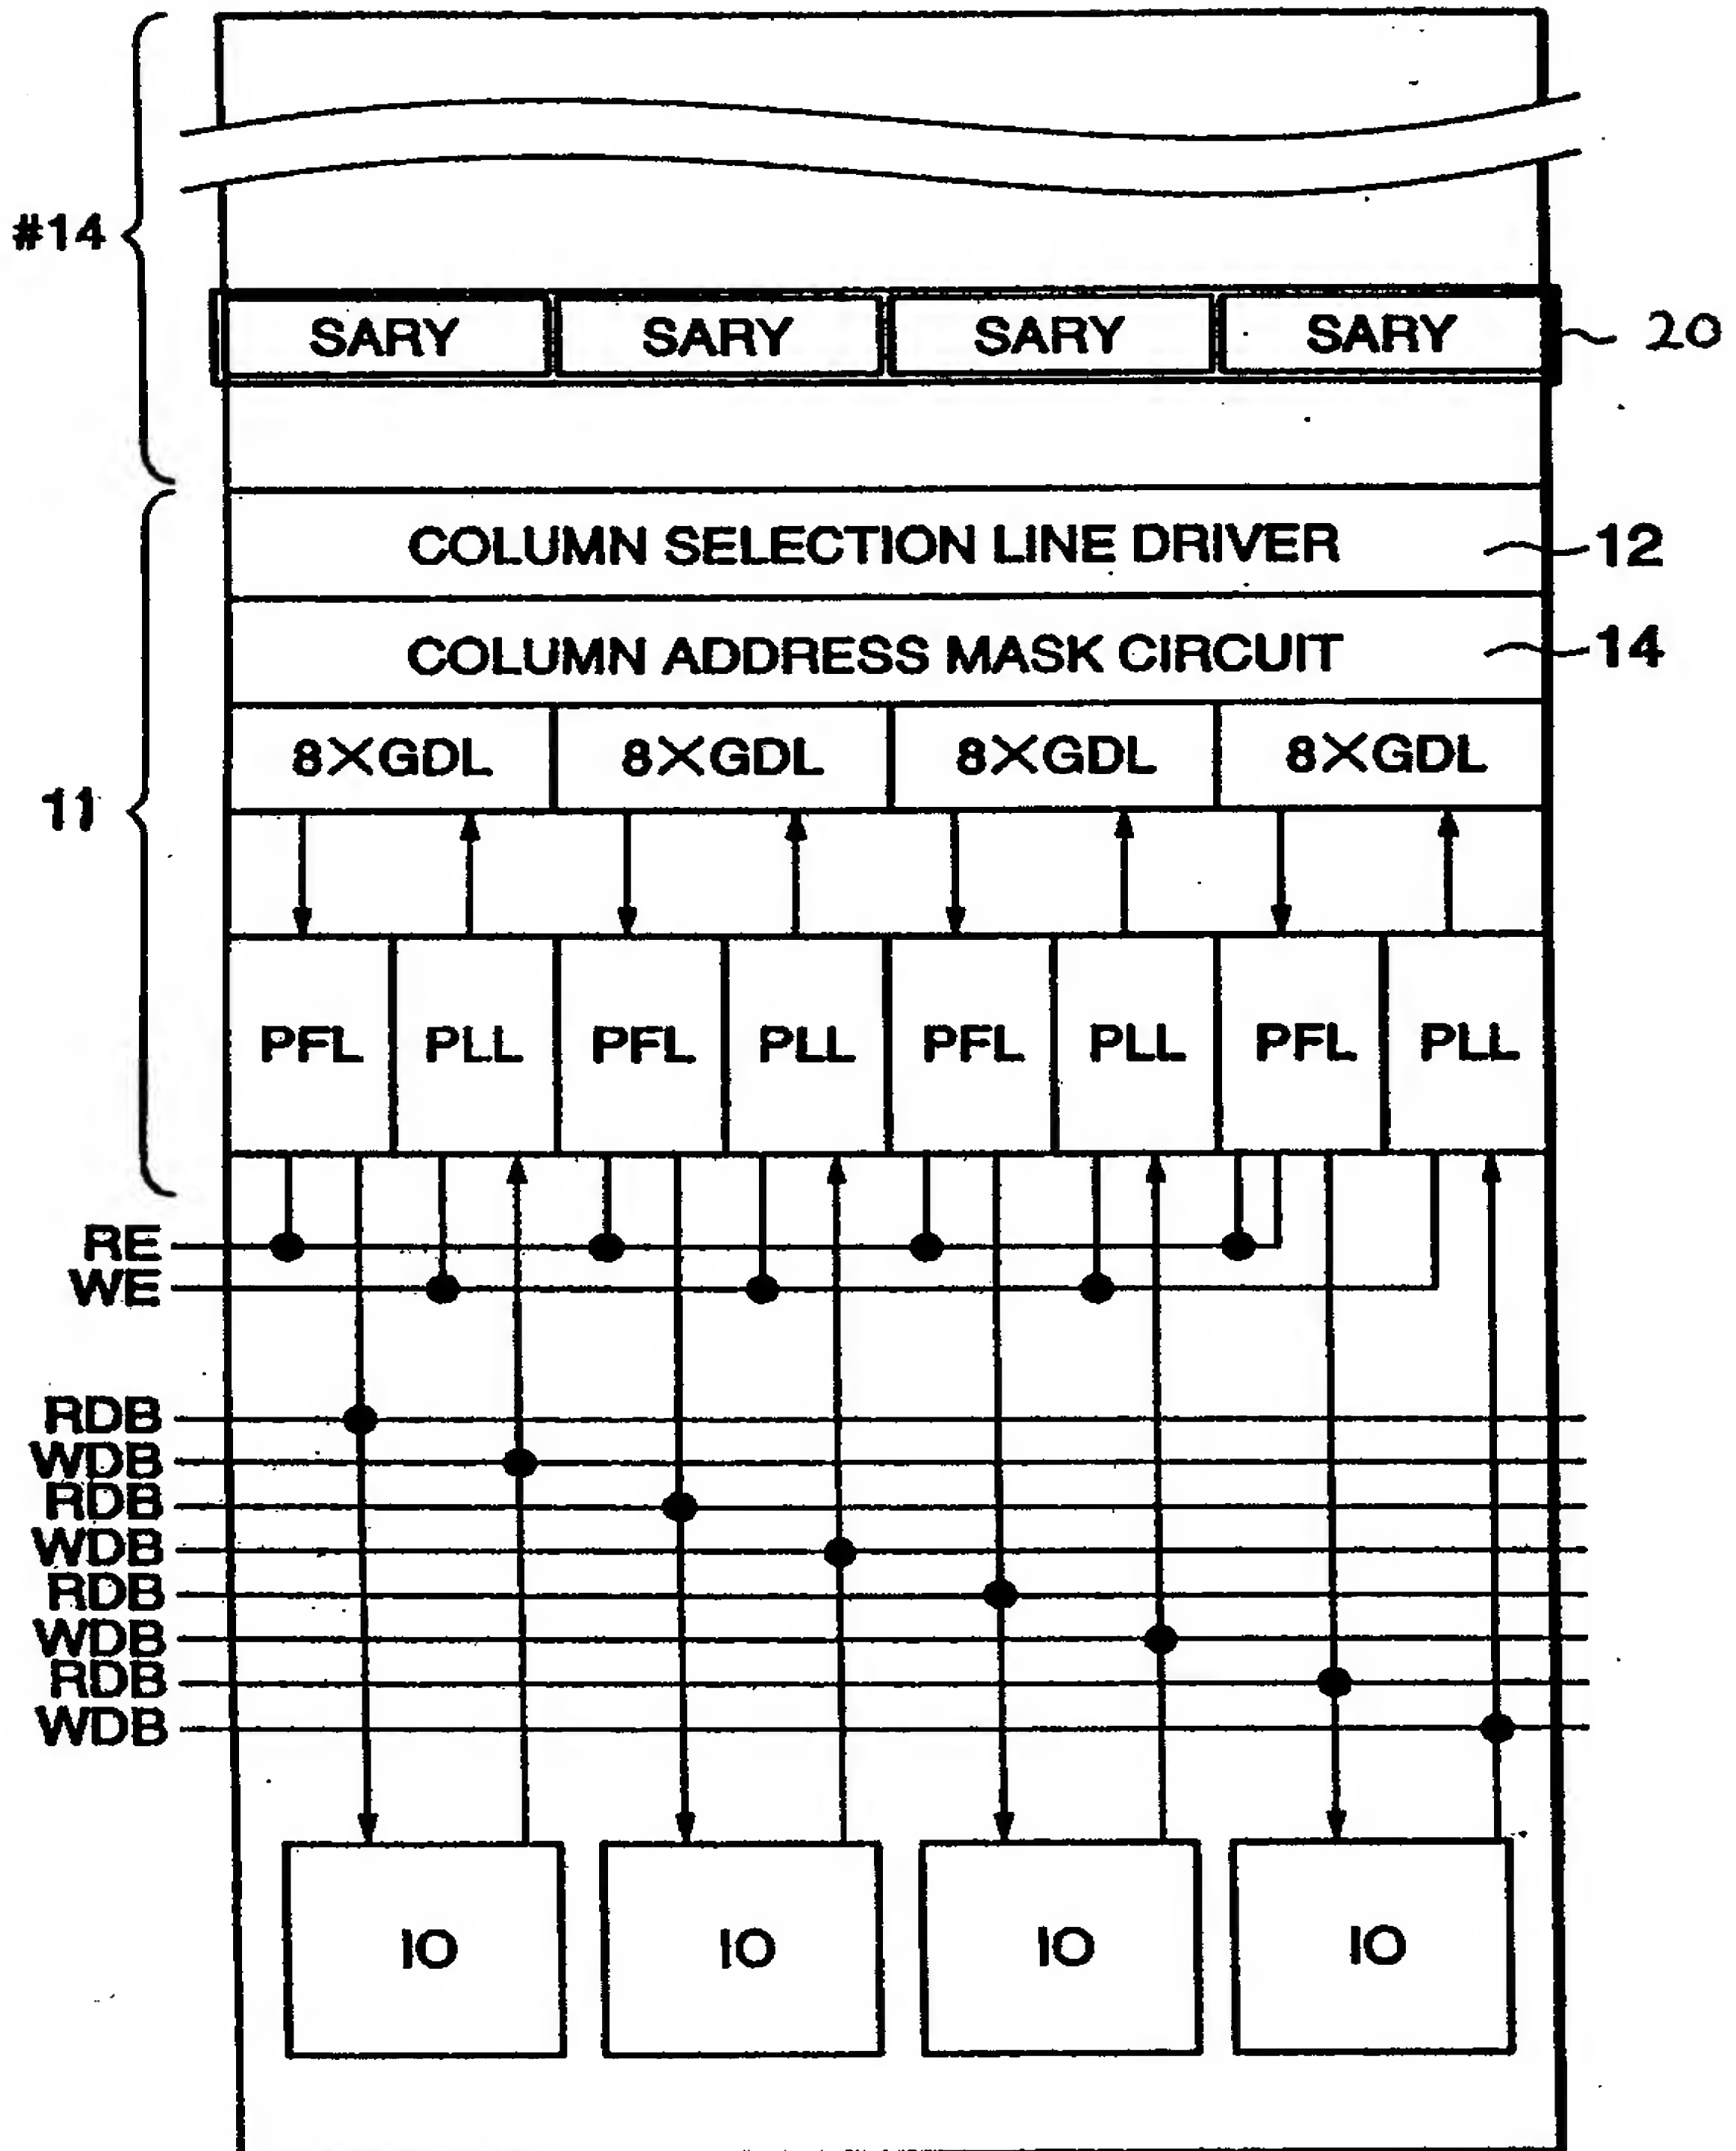 #14
SARY SARY SARY SARY 20
COLUMN SELECTION LINE DRIVER 12
COLUMN ADDRESS MASK CIRCUIT 14
8×GDL 8×GDL 8×GDL 8×GDL
11
PFL PLL PFL PLL PFL PLL PFL PLL
RE
WE
RDB
WDB
RDB
WDB
RDB
WDB
RDB
WDB
IO IO IO IO